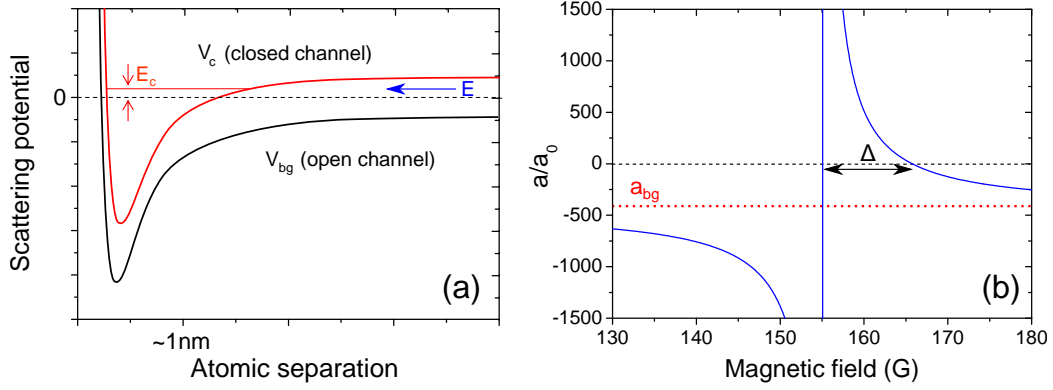 Scattering potential
0
V_c (closed channel)
E_c
E
V_bg (open channel)
(a)
~1nm
Atomic separation
a/a_0
1500
1000
500
0
-500
-1000
-1500
Δ
a_bg
(b)
130
140
150
160
170
180
Magnetic field (G)